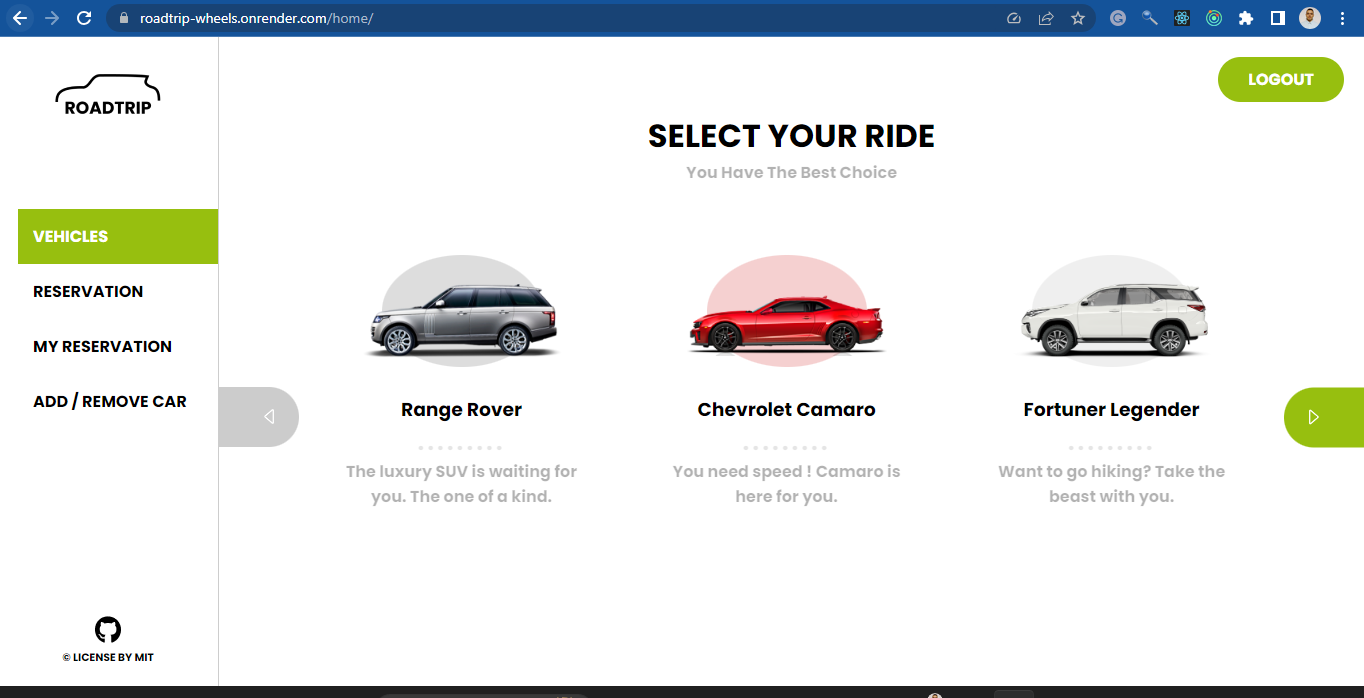 roadtrip-wheels.onrender.com/home/
ROADTRIP
LOGOUT
SELECT YOUR RIDE
You Have The Best Choice
VEHICLES
RESERVATION
MY RESERVATION
ADD / REMOVE CAR
Range Rover
The luxury SUV is waiting for
you. The one of a kind.
Chevrolet Camaro
You need speed ! Camaro is
here for you.
Fortuner Legender
Want to go hiking? Take the
beast with you.
© LICENSE BY MIT